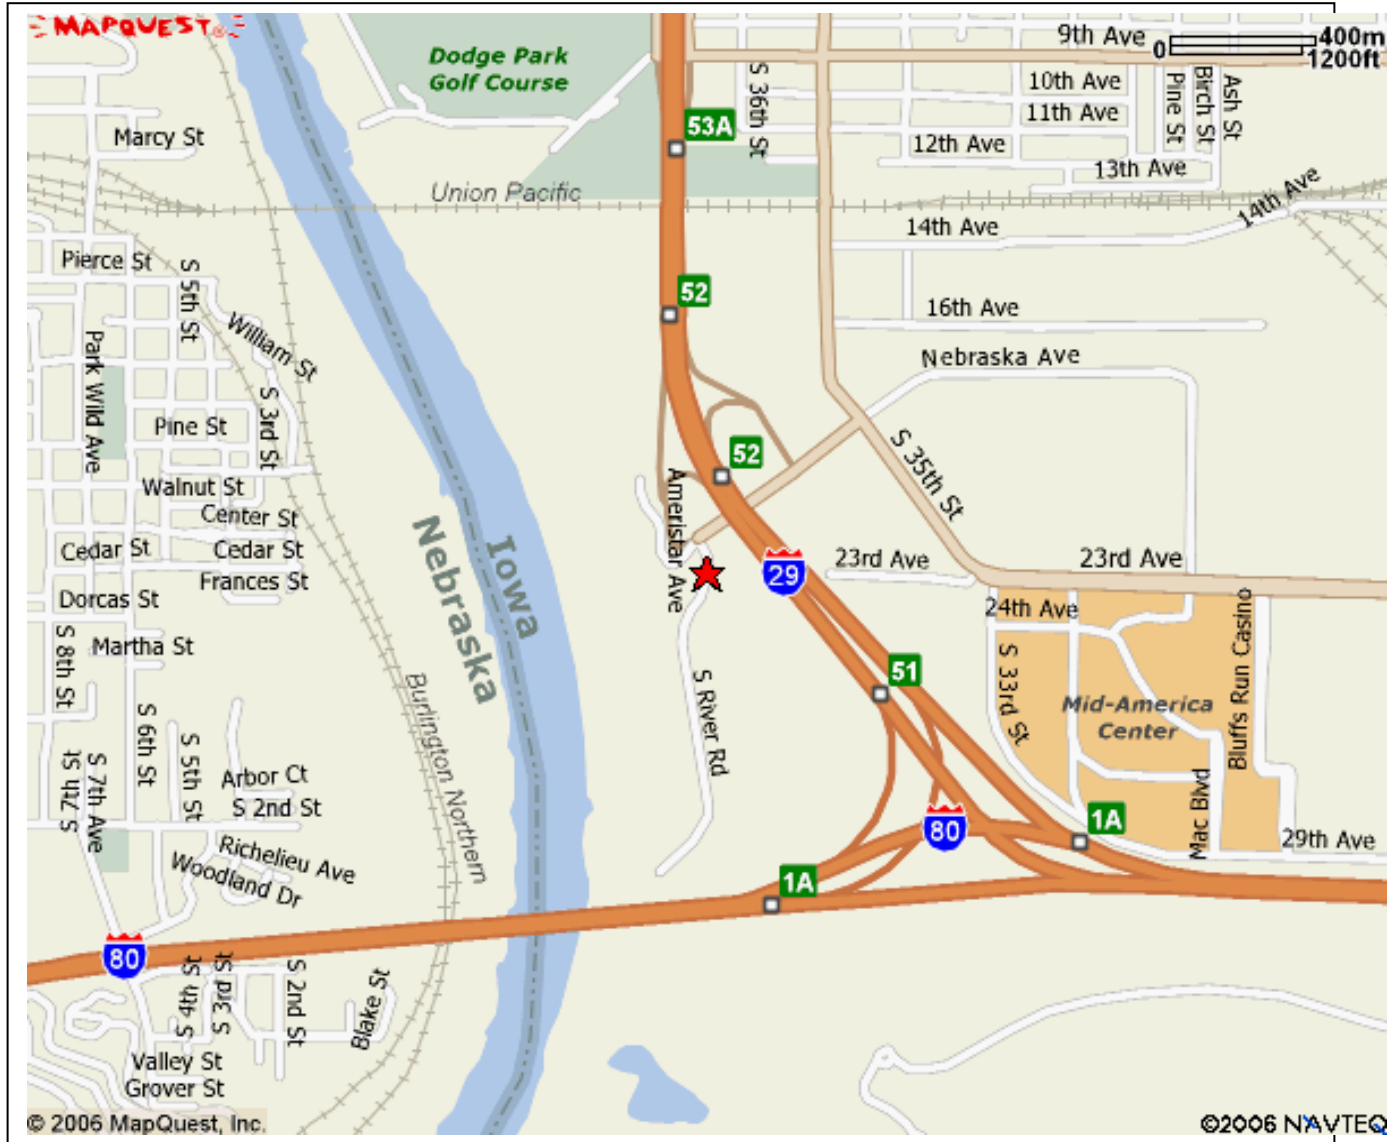 MAPQUEST®
9th Ave
400m
0
1200ft
Dodge Park
Golf Course
S 36th St
10th Ave
Pine St
Birch St
Ash St
11th Ave
53A
Marcy St
12th Ave
13th Ave
Union Pacific
14th Ave
14th Ave
Pierce St
S 5th St
52
16th Ave
William St
Park Wild Ave
Nebraska Ave
S 3rd St
Pine St
S 35th St
52
Ameristar Ave
Walnut St
Center St
Cedar St
Cedar St
Iowa
Nebraska
23rd Ave
23rd Ave
29
Frances St
Dorcas St
24th Ave
Bluffs Run Casino
S 8th St
Martha St
S 33rd St
51
S River Rd
Burlington Northern
Mid-America
Center
S 6th St
S 5th St
S 7th St
S 7th Ave
Arbor Ct
S 2nd St
Mac Blvd
1A
80
29th Ave
Richelieu Ave
Woodland Dr
1A
80
S 4th St
S 3rd St
S 2nd St
Blake St
Valley St
Grover St
© 2006 MapQuest, Inc.
©2006 NAVTEQ